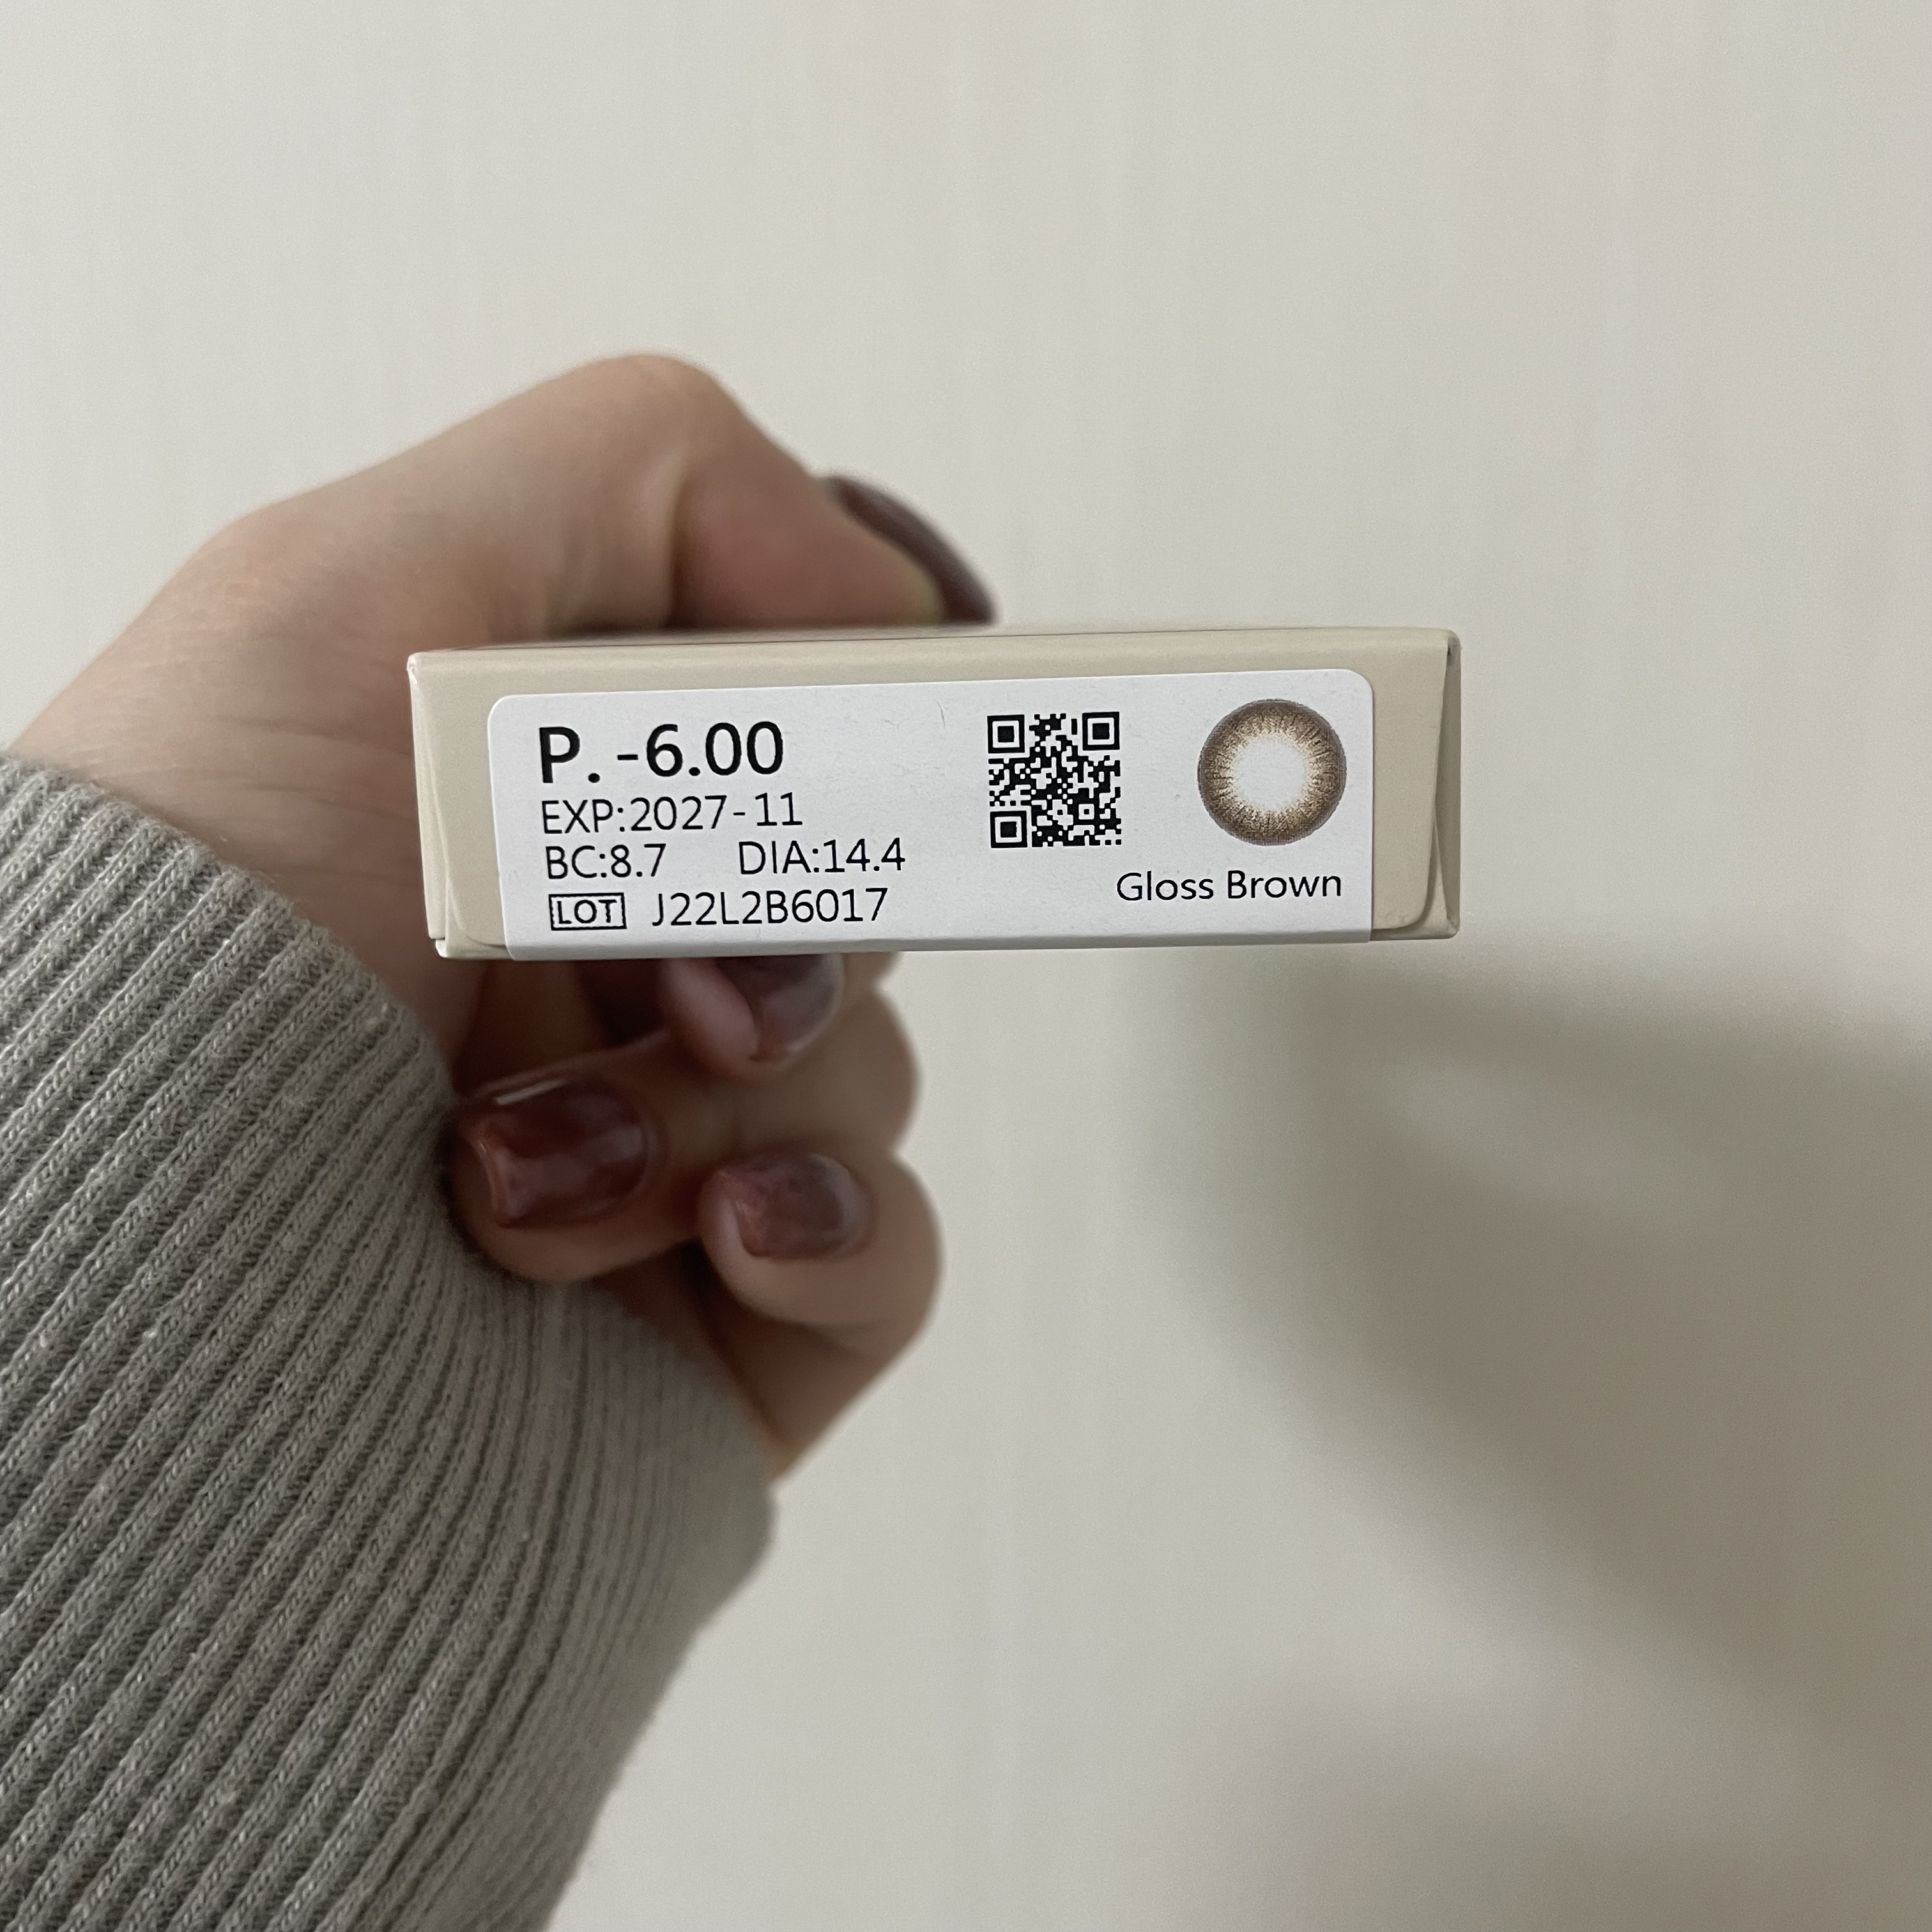 P. -6.00
EXP:2027-11
BC:8.7 DIA:14.4
LOT J22L2B6017
Gloss Brown